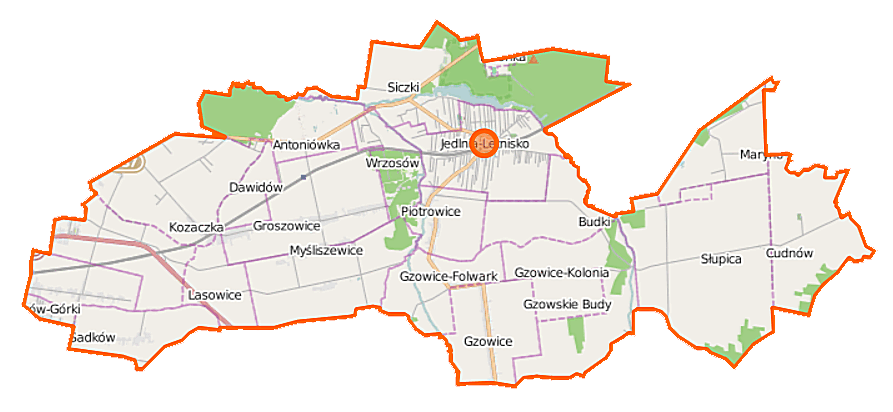 Siczki
Antoniówka
Jedlnia-Letnisko
Wrzosów
Maryno
Dawidów
Piotrowice
Kozaczka
Groszowice
Budki
Myśliszewice
Słupica
Cudnów
Gzowice-Folwark
Gzowice-Kolonia
Lasowice
Gzowskie Budy
Gzowice